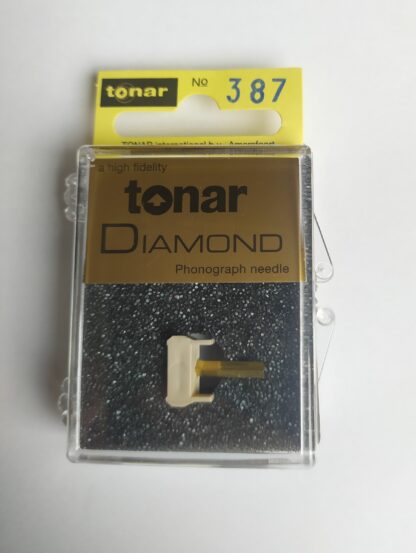 tonar No 387
TONAR international b.v. Amersfoort
a high fidelity
tonar
DIAMOND
Phonograph needle